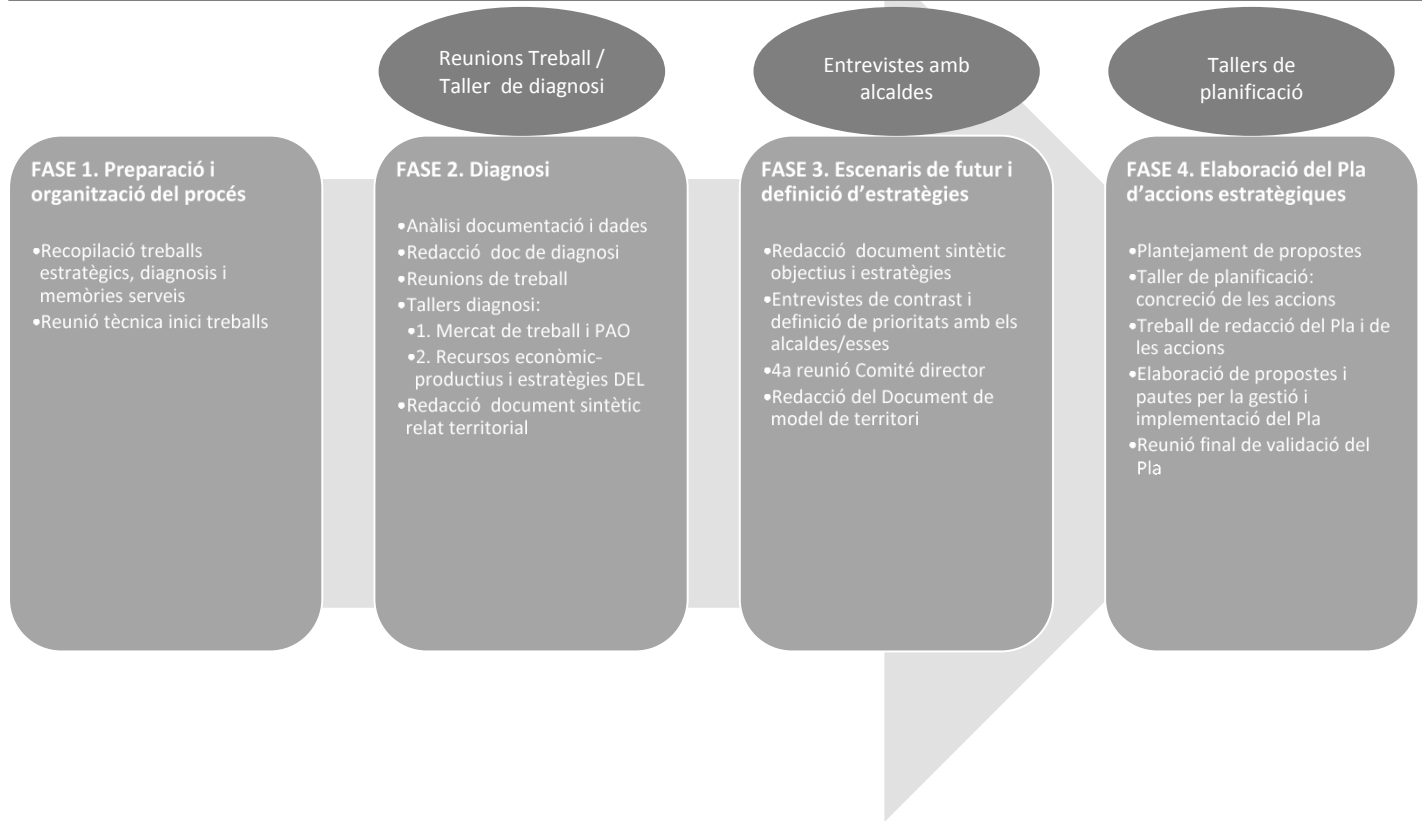 Reunions Treball /
Taller de diagnosi
Entrevistes amb
alcaldes
Tallers de
planificació
FASE 1. Preparació i
organització del procés
•Recopilació treballs
estratègics, diagnosis i
memòries serveis
•Reunió tècnica inici treballs
FASE 2. Diagnosi
•Anàlisi documentació i dades
•Redacció doc de diagnosi
•Reunions de treball
•Tallers diagnosi:
•1. Mercat de treball i PAO
•2. Recursos econòmic-
productius i estratègies DEL
•Redacció document sintètic
relat territorial
FASE 3. Escenaris de futur i
definició d'estratègies
•Redacció document sintètic
objectius i estratègies
•Entrevistes de contrast i
definició de prioritats amb els
alcaldes/esses
•4a reunió Comité director
•Redacció del Document de
model de territori
FASE 4. Elaboració del Pla
d'accions estratègiques
•Plantejament de propostes
•Taller de planificació:
concreció de les accions
•Treball de redacció del Pla i de
les accions
•Elaboració de propostes i
pautes per la gestió i
implementació del Pla
•Reunió final de validació del
Pla